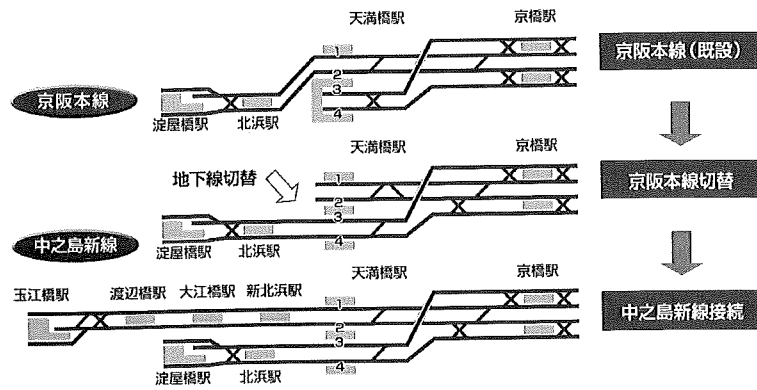 天満橋駅
京橋駅
1
2
3
4
京阪本線
淀屋橋駅
北浜駅
京阪本線(既設)
天満橋駅
京橋駅
地下線切替
1
2
3
4
京阪本線切替
中之島新線
淀屋橋駅
北浜駅
天満橋駅
京橋駅
玉江橋駅
渡辺橋駅
大江橋駅
新北浜駅
1
2
3
4
中之島新線接続
淀屋橋駅
北浜駅